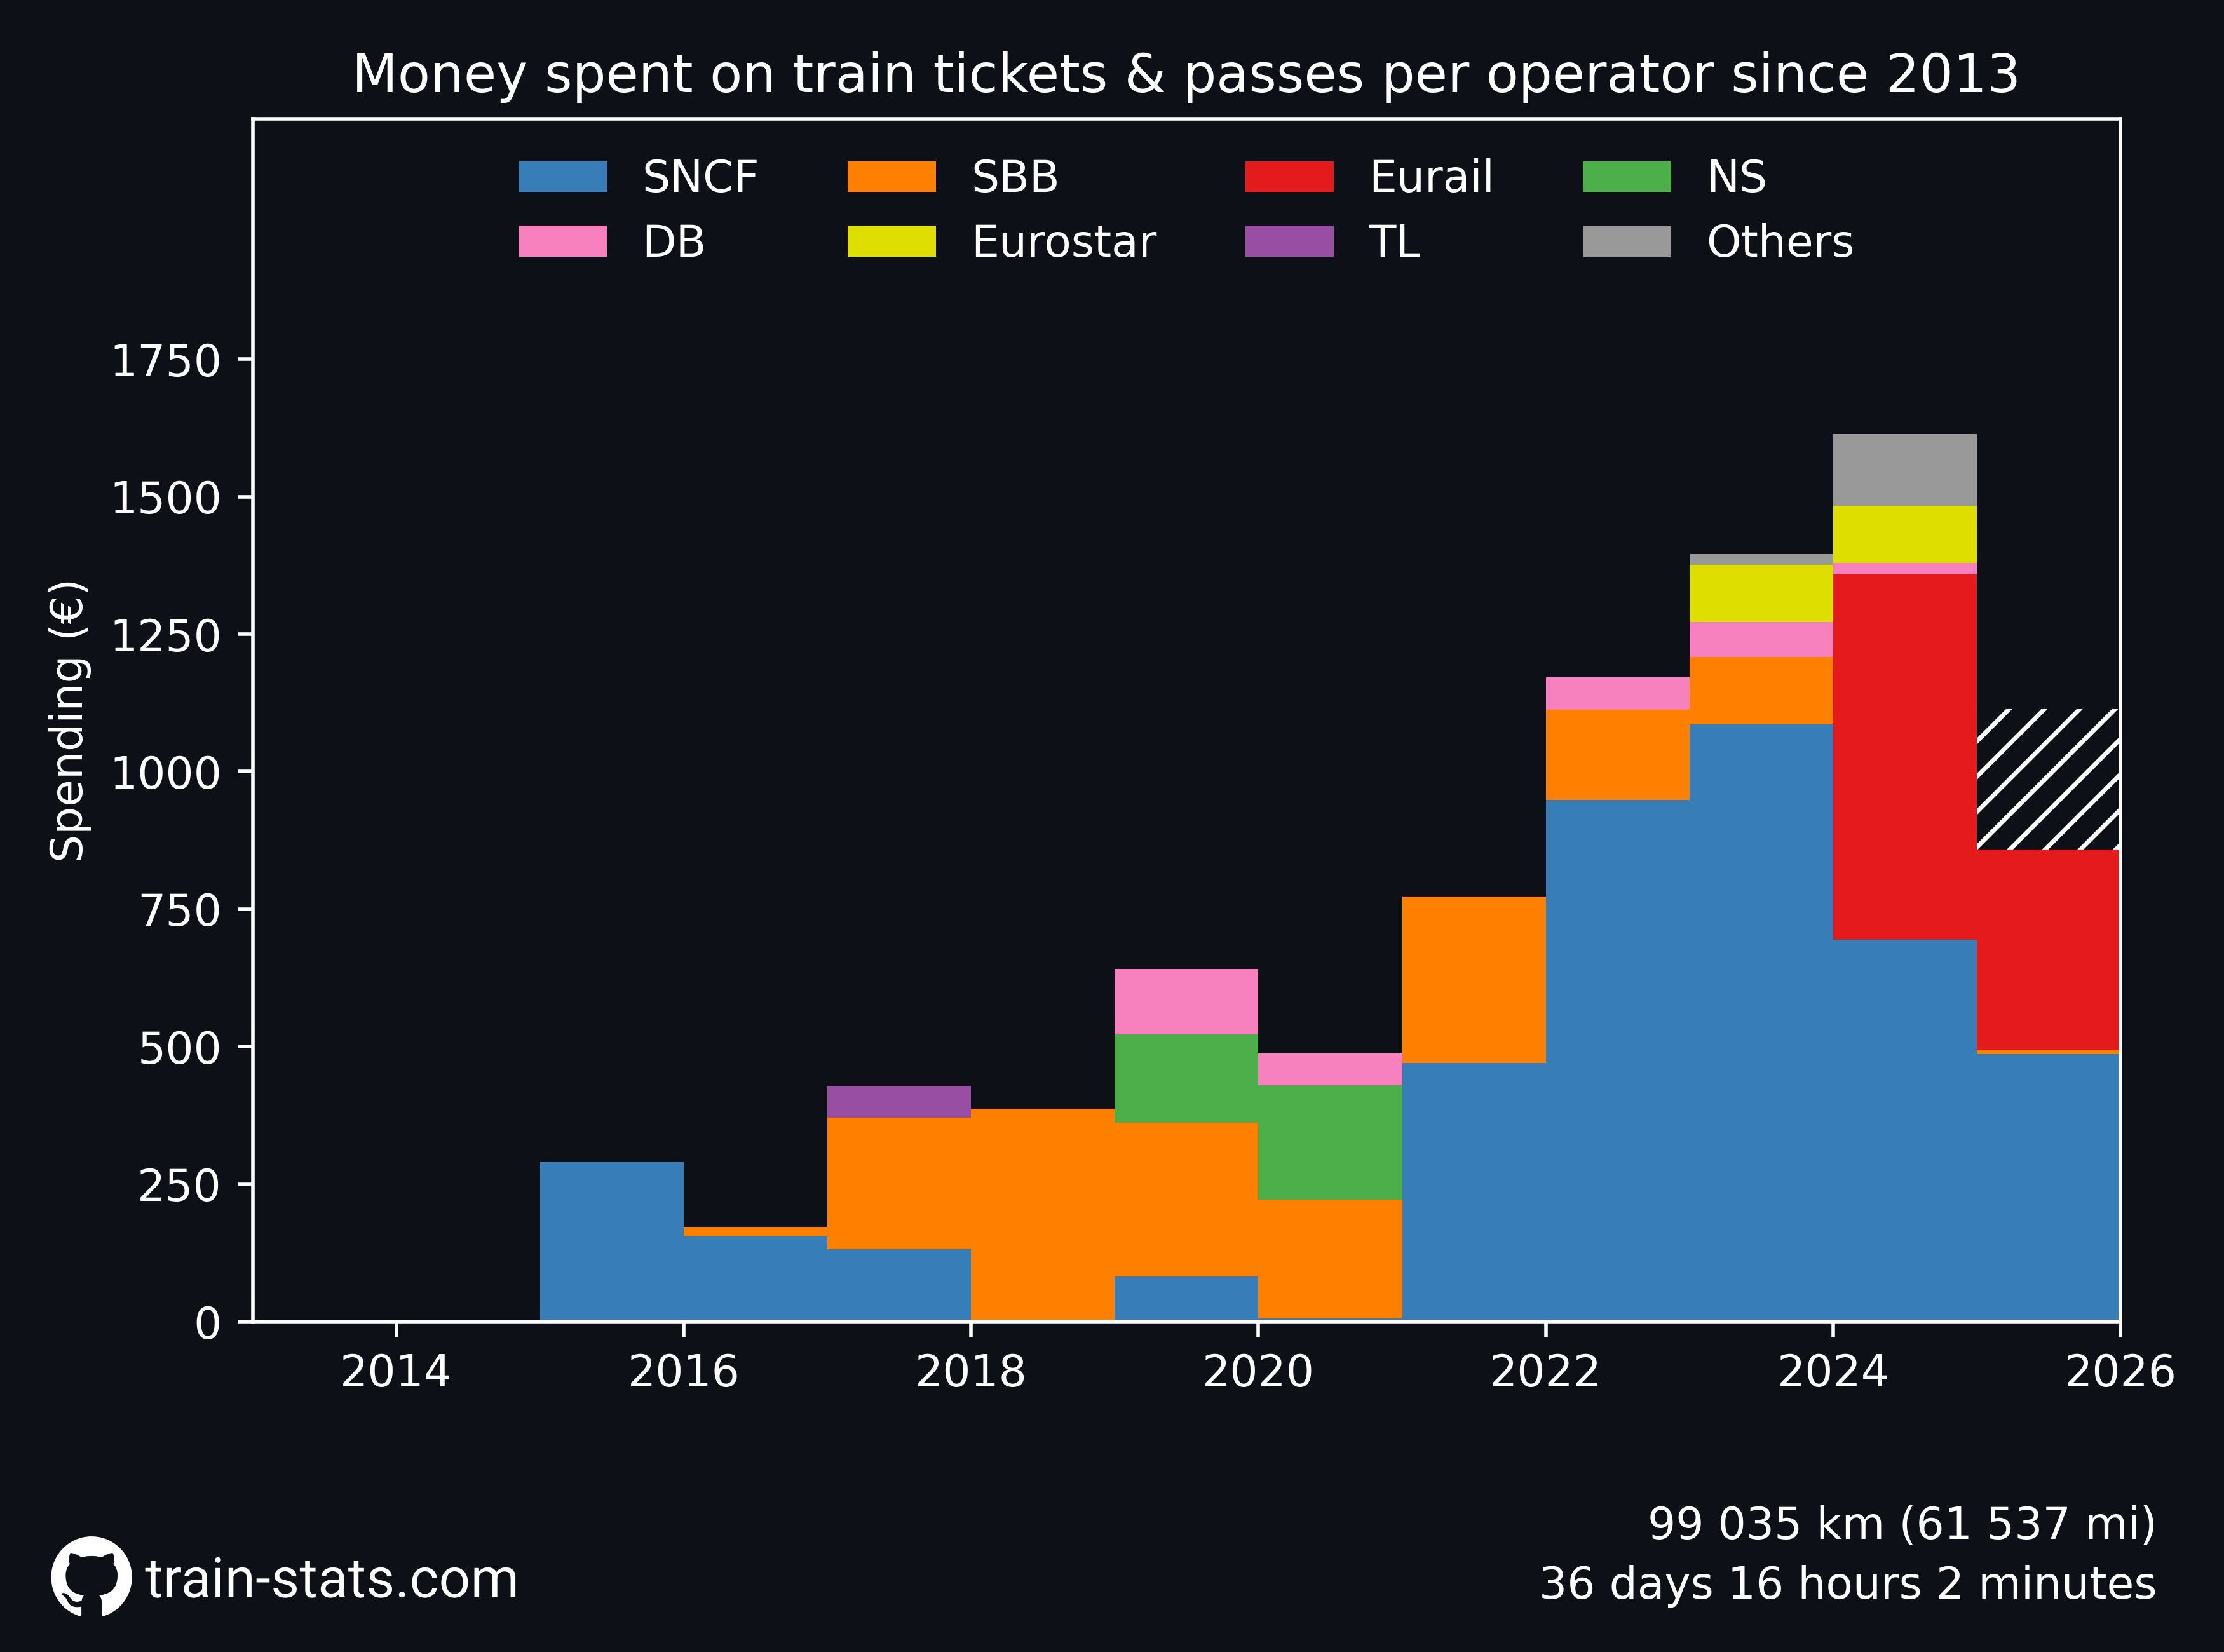 Money spent on train tickets & passes per operator since 2013
SNCF SBB Eurail NS
DB Eurostar TL Others
Spending (€)
1750
1500
1250
1000
750
500
250
0
2014 2016 2018 2020 2022 2024 2026
99 035 km (61 537 mi)
36 days 16 hours 2 minutes
train-stats.com